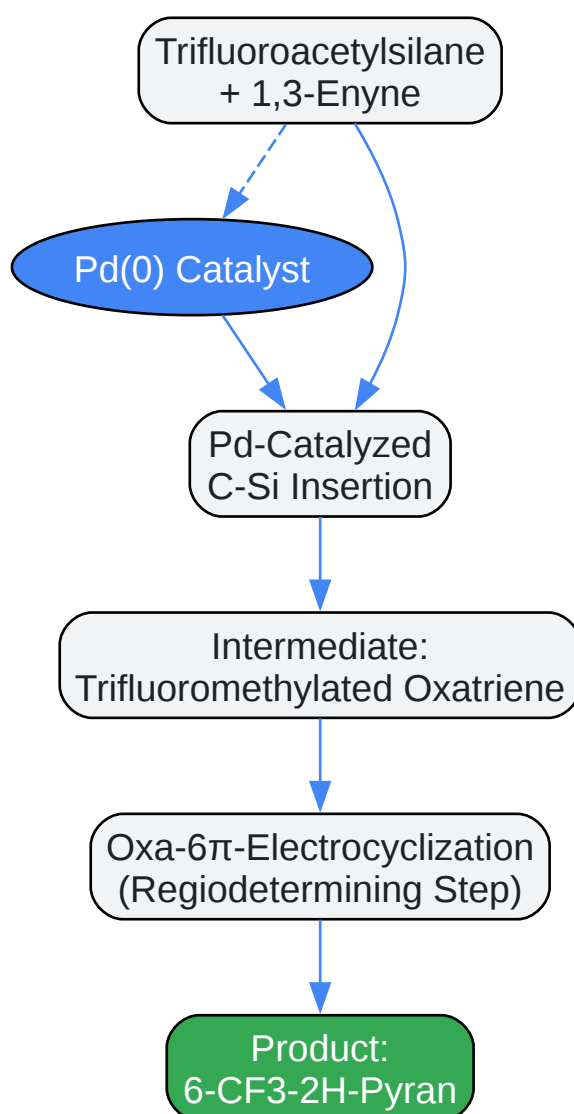 Trifluoroacetylsilane
+ 1,3-Enyne
Pd(0) Catalyst
Pd-Catalyzed
C-Si Insertion
Intermediate:
Trifluoromethylated Oxatriene
Oxa-6π-Electrocyclization
(Regiodetermining Step)
Product:
6-CF3-2H-Pyran